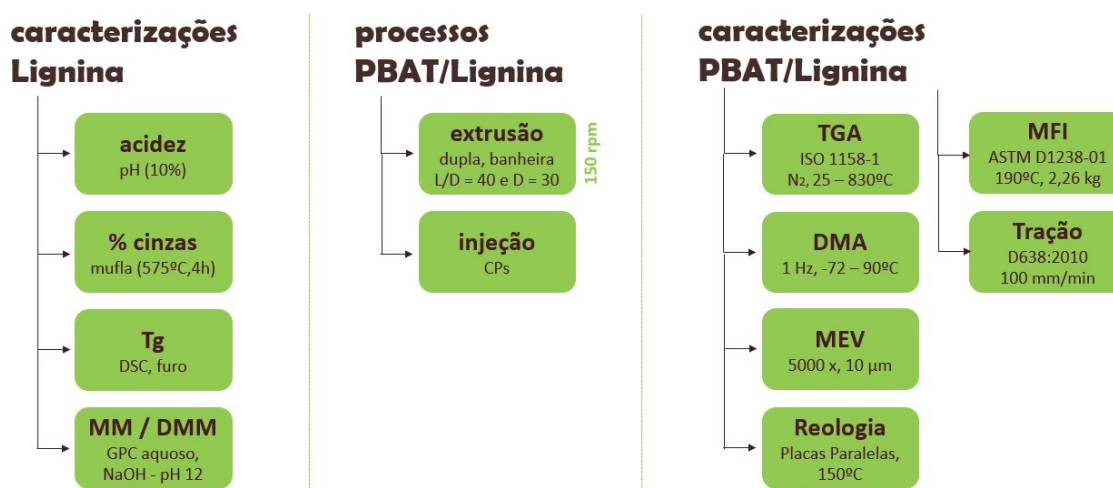 caracterizações
Lignina
acidez
pH (10%)
% cinzas
mufla (575ºC,4h)
Tg
DSC, furo
MM / DMM
GPC aquoso,
NaOH - pH 12
processos
PBAT/Lignina
extrusão
dupla, banheira
L/D = 40 e D = 30
150 rpm
injeção
CPs
caracterizações
PBAT/Lignina
TGA
ISO 1158-1
N₂, 25 – 830ºC
DMA
1 Hz, -72 – 90ºC
MEV
5000 x, 10 µm
Reologia
Placas Paralelas,
150ºC
MFI
ASTM D1238-01
190ºC, 2,26 kg
Tração
D638:2010
100 mm/min